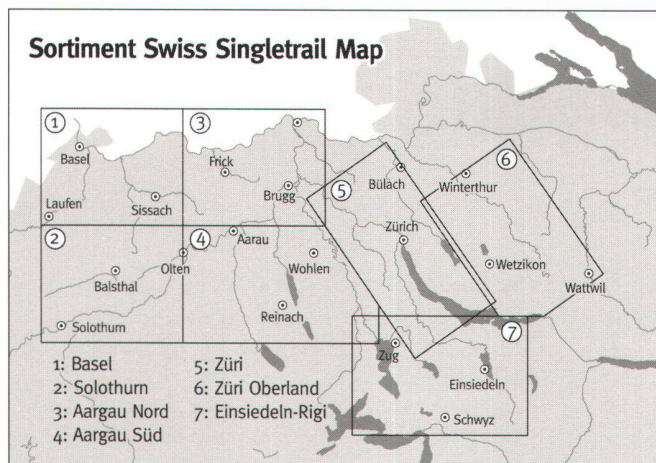 Sortiment Swiss Singletrail Map
1
3
Basel
Frick
6
Bülach
Winterthur
5
Laufen
Sissach
Brugg
2
4
Aarau
Zürich
Olten
Wohlen
Wetzikon
Balsthal
Wattwil
Reinach
Solothurn
7
Zug
1: Basel
2: Solothurn
3: Aargau Nord
4: Aargau Süd
5: Züri
6: Züri Oberland
7: Einsiedeln-Rigi
Einsiedeln
Schwyz